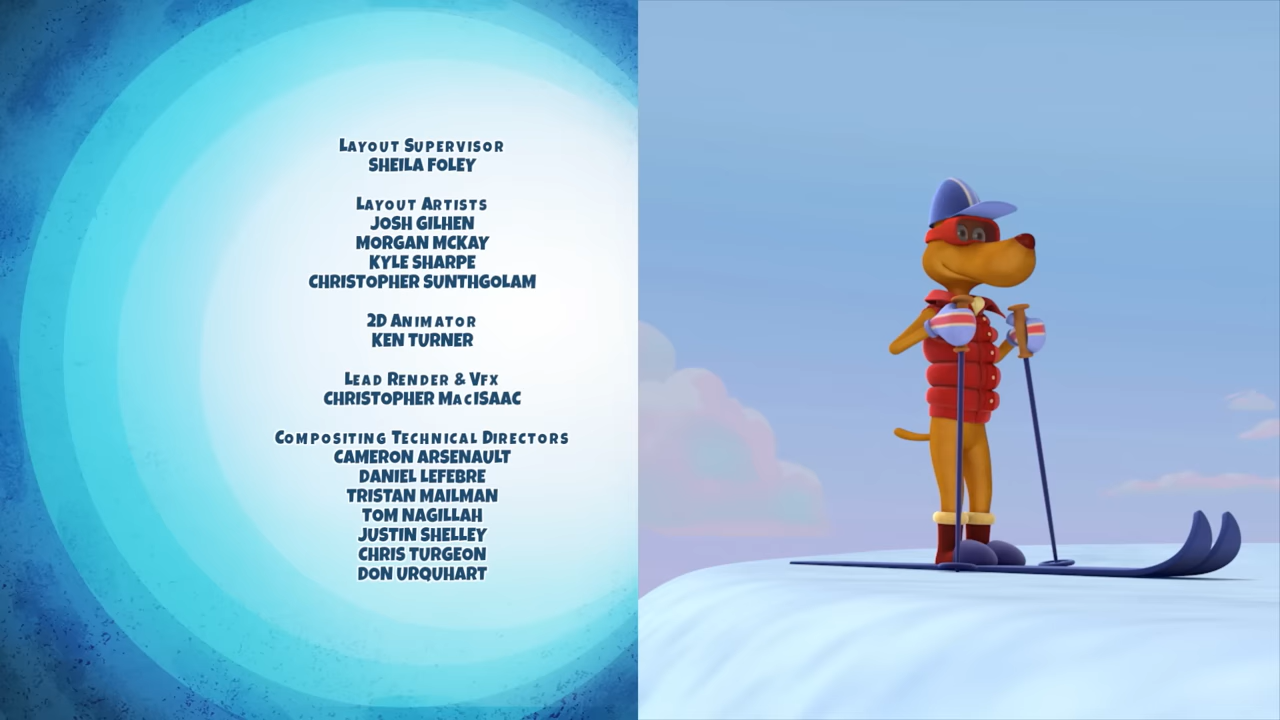 Layout Supervisor
SHEILA FOLEY
Layout Artists
JOSH GILHEN
MORGAN MCKAY
KYLE SHARPE
CHRISTOPHER SUNTHGOLAM
2D Animator
KEN TURNER
Lead Render & Vfx
CHRISTOPHER MacISAAC
Compositing Technical Directors
CAMERON ARSENAULT
DANIEL LEFEBRE
TRISTAN MAILMAN
TOM NAGILLAH
JUSTIN SHELLEY
CHRIS TURGEON
DON URQUHART